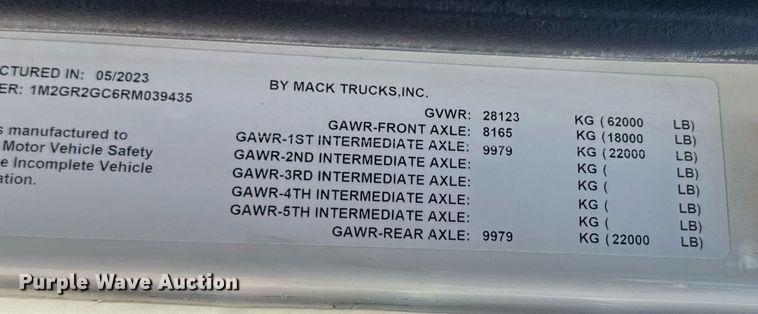 CTURED IN: 05/2023
BY MACK TRUCKS,INC.
ER: 1M2GR2GC6RM039435
s manufactured to
Motor Vehicle Safety
e Incomplete Vehicle
ation.
GVWR: 28123 KG ( 62000 LB)
GAWR-FRONT AXLE: 8165 KG ( 18000 LB)
GAWR-1ST INTERMEDIATE AXLE: 9979 KG ( 22000 LB)
GAWR-2ND INTERMEDIATE AXLE: KG ( LB)
GAWR-3RD INTERMEDIATE AXLE: KG ( LB)
GAWR-4TH INTERMEDIATE AXLE: KG ( LB)
GAWR-5TH INTERMEDIATE AXLE: KG ( LB)
GAWR-REAR AXLE: 9979 KG ( 22000 LB)
Purple Wave Auction